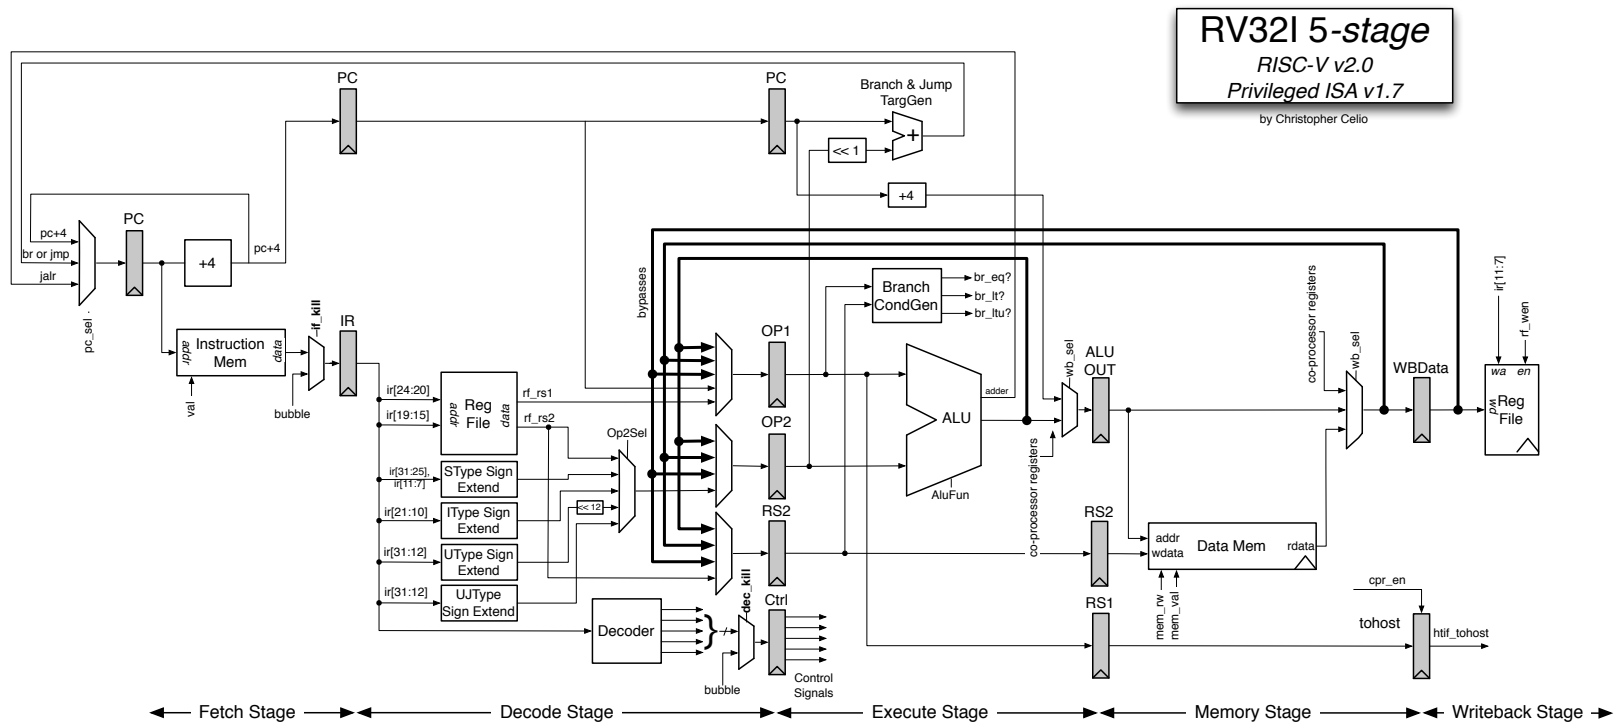 RV32I 5-stage
RISC-V v2.0
Privileged ISA v1.7
by Christopher Celio
PC
PC
Branch & Jump
TargGen
+
<< 1
+4
PC
pc+4
br or jmp
jalr
+4
pc+4
pc_sel
if_kill
IR
Instruction
Mem
addr
data
val
bubble
bypasses
Branch
CondGen
br_eq?
br_lt?
br_ltu?
OP1
OP2
RS2
ir[24:20]
ir[19:15]
Reg
File
addr
data
rf_rs1
rf_rs2
Op2Sel
ir[31:25],
ir[11:7]
SType Sign
Extend
ir[21:10]
IType Sign
Extend
<< 12
ir[31:12]
UType Sign
Extend
ir[31:12]
UJType
Sign Extend
Decoder
dec_kill
bubble
Ctrl
Control
Signals
ALU
adder
AluFun
wb_sel
co-processor registers
ALU
OUT
RS2
RS1
addr
wdata
Data Mem
rdata
mem_rw
mem_val
co-processor registers
wb_sel
WBData
ir[11:7]
rf_wen
wa
en
wd
Reg
File
cpr_en
tohost
htif_tohost
Fetch Stage
Decode Stage
Execute Stage
Memory Stage
Writeback Stage